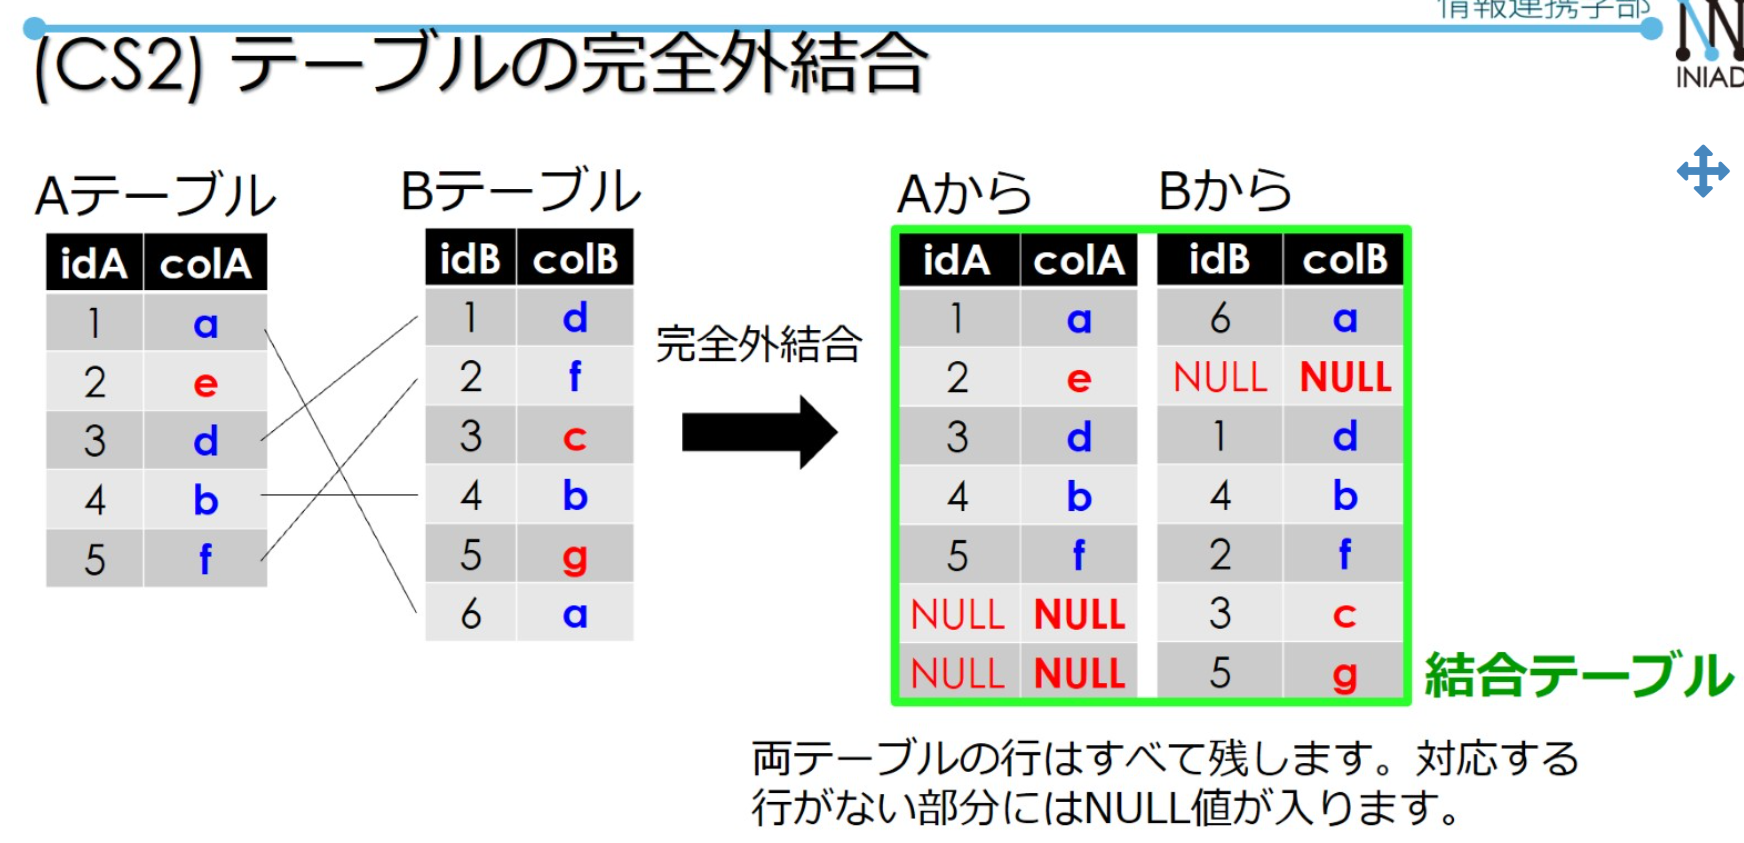 情報連携学部
INIAD
(CS2) テーブルの完全外結合
Aテーブル
idA colA
1 a
2 e
3 d
4 b
5 f
Bテーブル
idB colB
1 d
2 f
3 c
4 b
5 g
6 a
完全外結合
Aから Bから
idA colA idB colB
1 a 6 a
2 e NULL NULL
3 d 1 d
4 b 4 b
5 f 2 f
NULL NULL 3 c
NULL NULL 5 g
結合テーブル
両テーブルの行はすべて残します。対応する
行がない部分にはNULL値が入ります。